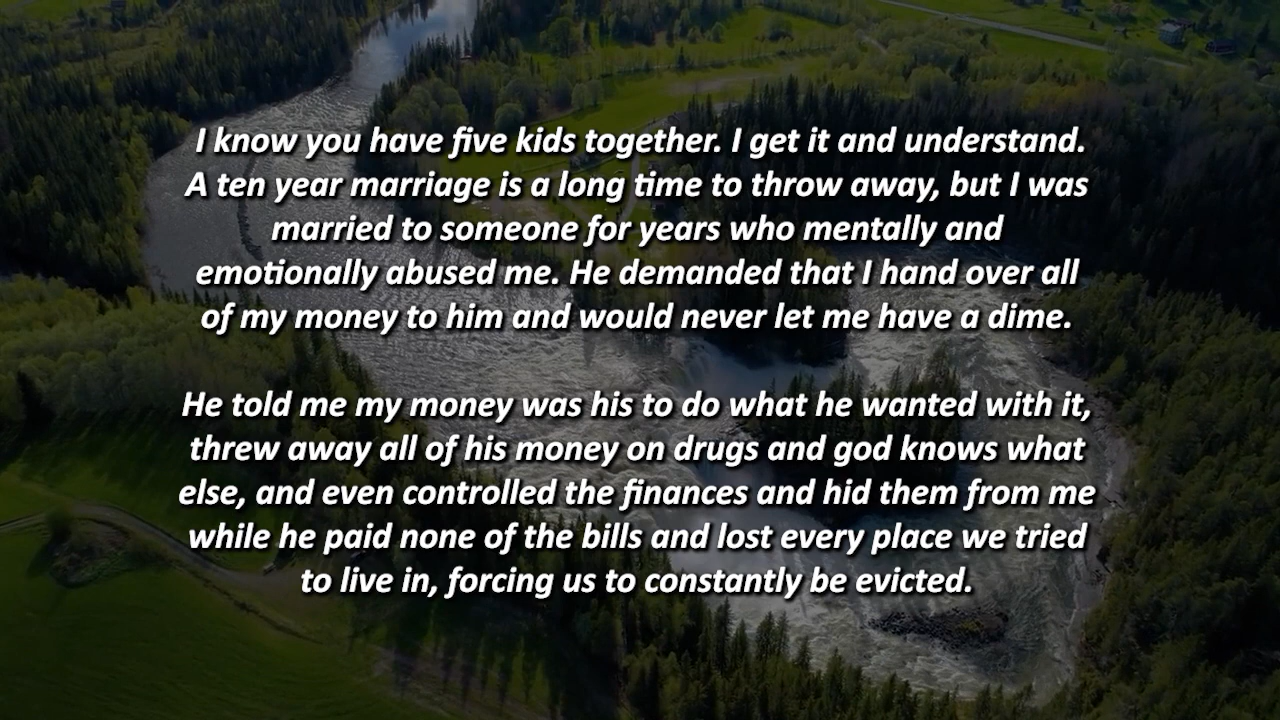 I know you have five kids together. I get it and understand.
A ten year marriage is a long time to throw away, but I was
married to someone for years who mentally and
emotionally abused me. He demanded that I hand over all
of my money to him and would never let me have a dime.
He told me my money was his to do what he wanted with it,
threw away all of his money on drugs and god knows what
else, and even controlled the finances and hid them from me
while he paid none of the bills and lost every place we tried
to live in, forcing us to constantly be evicted.